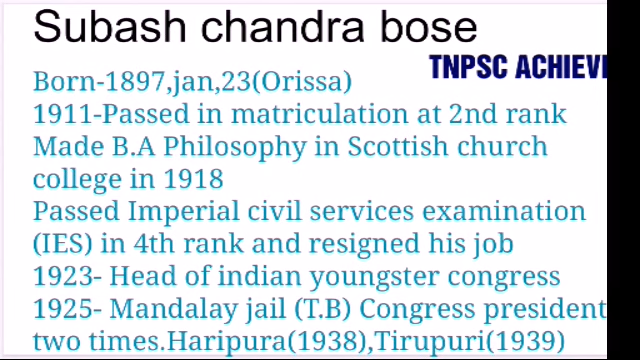 Subash chandra bose
TNPSC ACHIEV
Born-1897,jan,23(Orissa)
1911-Passed in matriculation at 2nd rank
Made B.A Philosophy in Scottish church
college in 1918
Passed Imperial civil services examination
(IES) in 4th rank and resigned his job
1923- Head of indian youngster congress
1925- Mandalay jail (T.B) Congress president
two times.Haripura(1938),Tirupuri(1939)